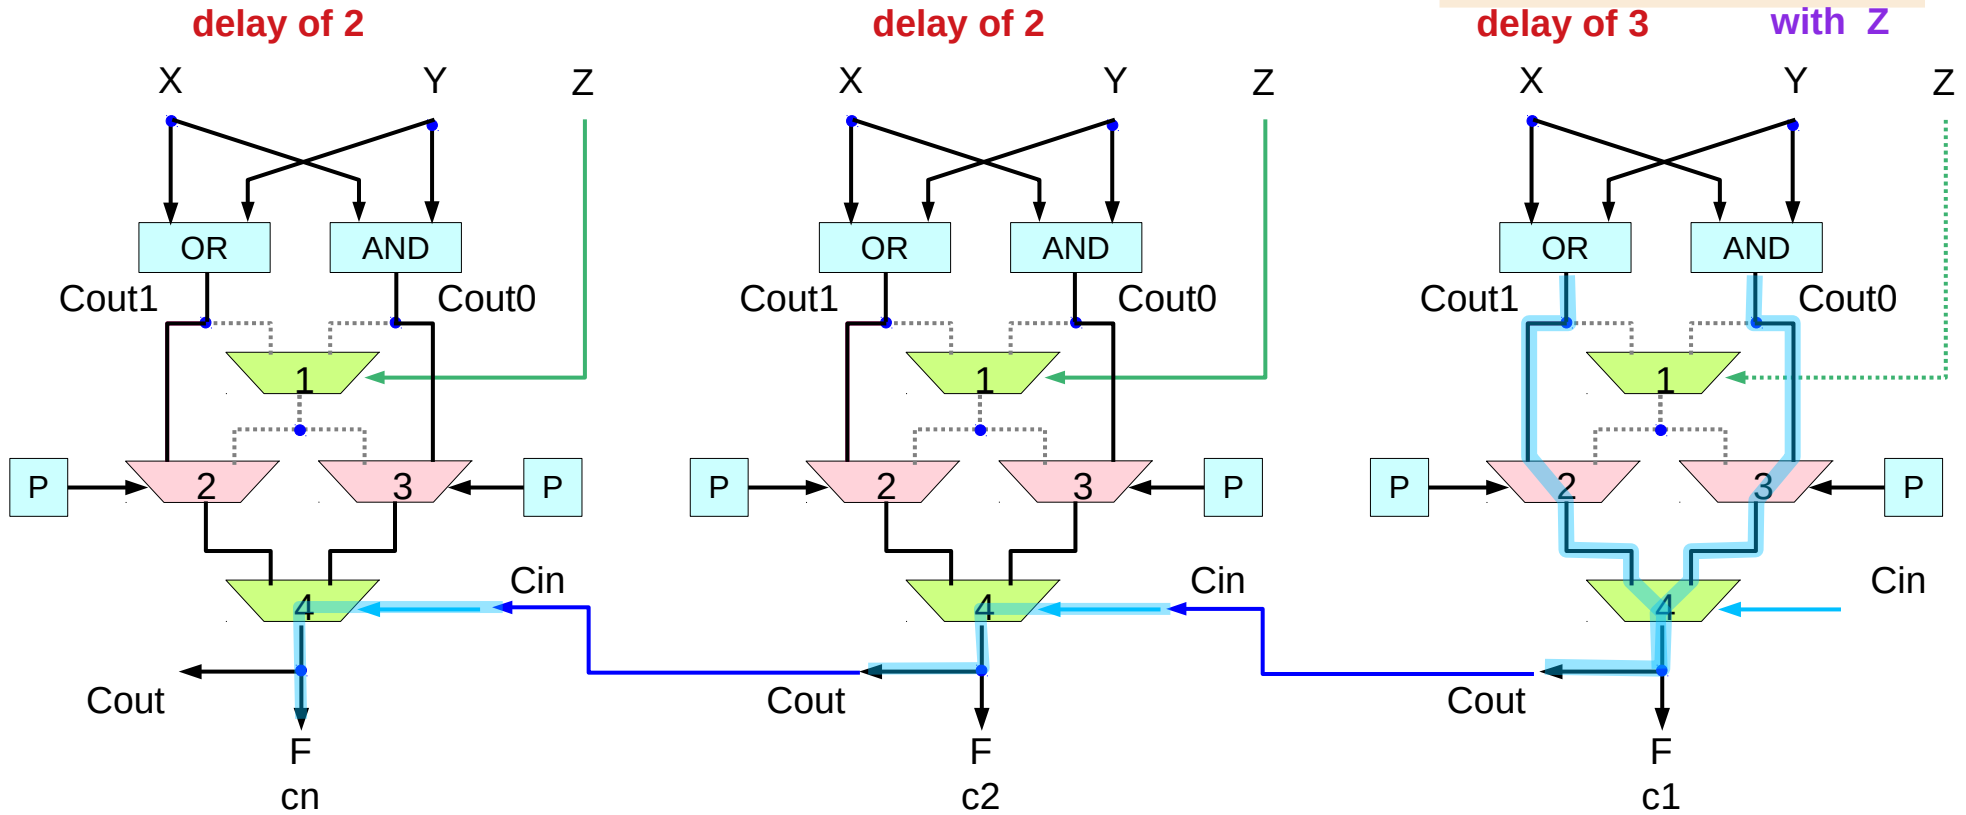 delay of 2
delay of 2
delay of 3
with Z
X Y Z
X Y Z
X Y Z
OR AND
OR AND
OR AND
Cout1 Cout0
Cout1 Cout0
Cout1 Cout0
1
1
1
P 2 3 P
P 2 3 P
P 2 3 P
4 Cin
4 Cin
4 Cin
Cout
Cout
Cout
F
F
F
cn
c2
c1